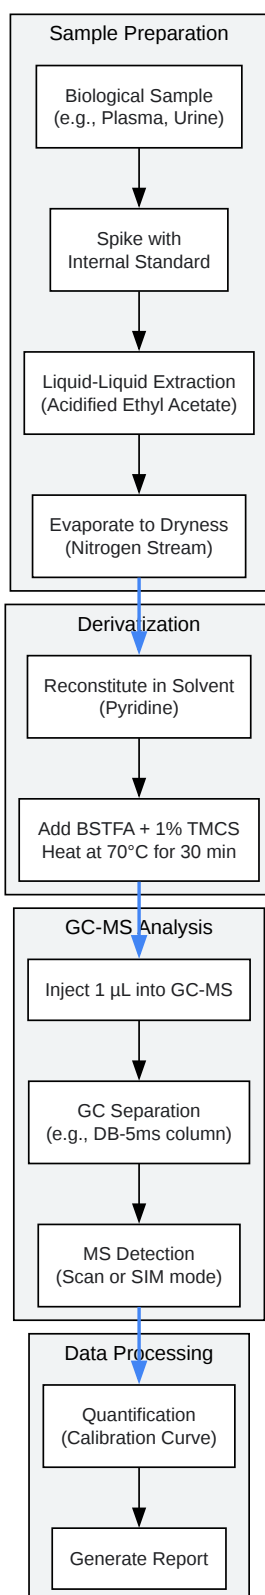 Sample Preparation
Biological Sample
(e.g., Plasma, Urine)
Spike with
Internal Standard
Liquid-Liquid Extraction
(Acidified Ethyl Acetate)
Evaporate to Dryness
(Nitrogen Stream)
Derivatization
Reconstitute in Solvent
(Pyridine)
Add BSTFA + 1% TMCS
Heat at 70°C for 30 min
GC-MS Analysis
Inject 1 µL into GC-MS
GC Separation
(e.g., DB-5ms column)
MS Detection
(Scan or SIM mode)
Data Processing
Quantification
(Calibration Curve)
Generate Report